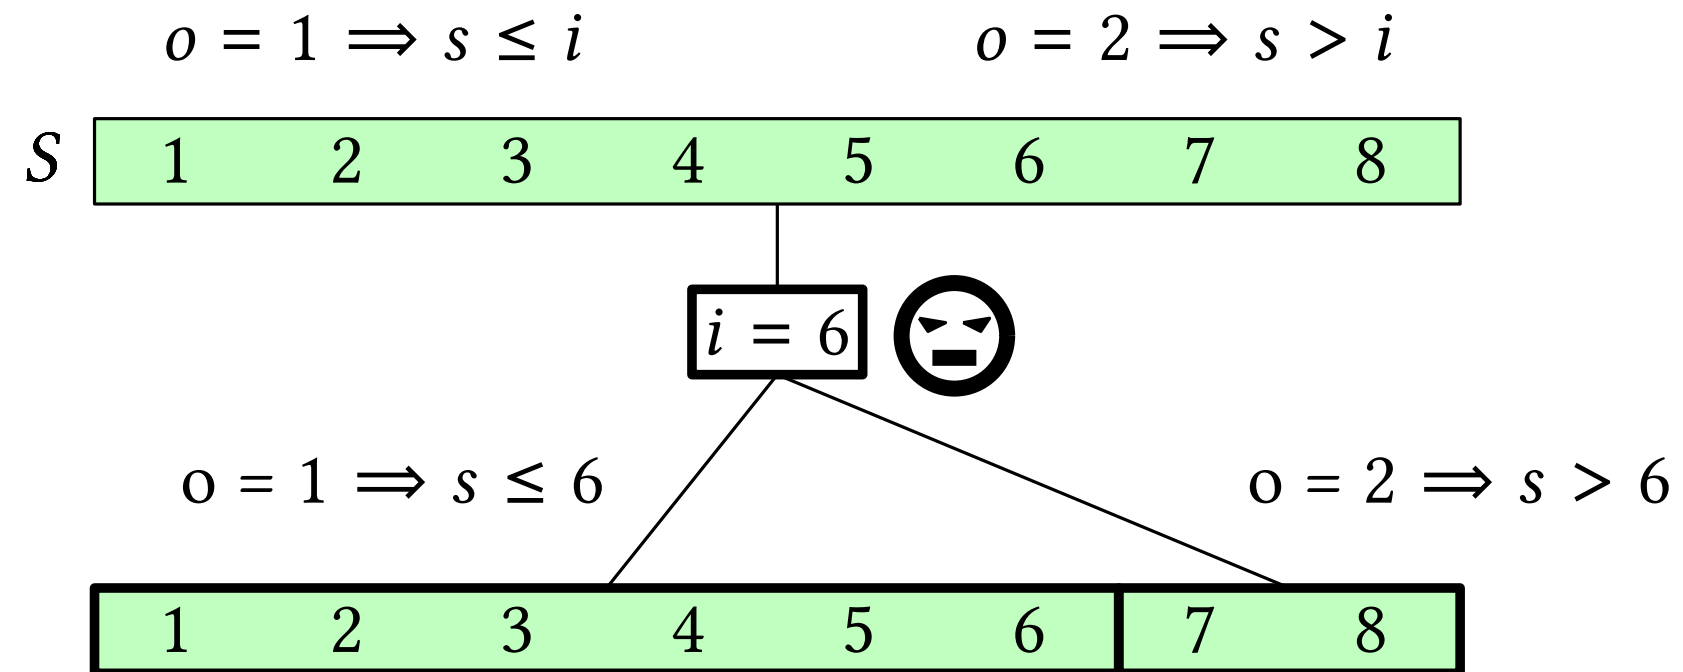 o = 1 ⟹ s ≤ i o = 2 ⟹ s > i
S 1 2 3 4 5 6 7 8
i = 6
o = 1 ⟹ s ≤ 6 o = 2 ⟹ s > 6
1 2 3 4 5 6 7 8